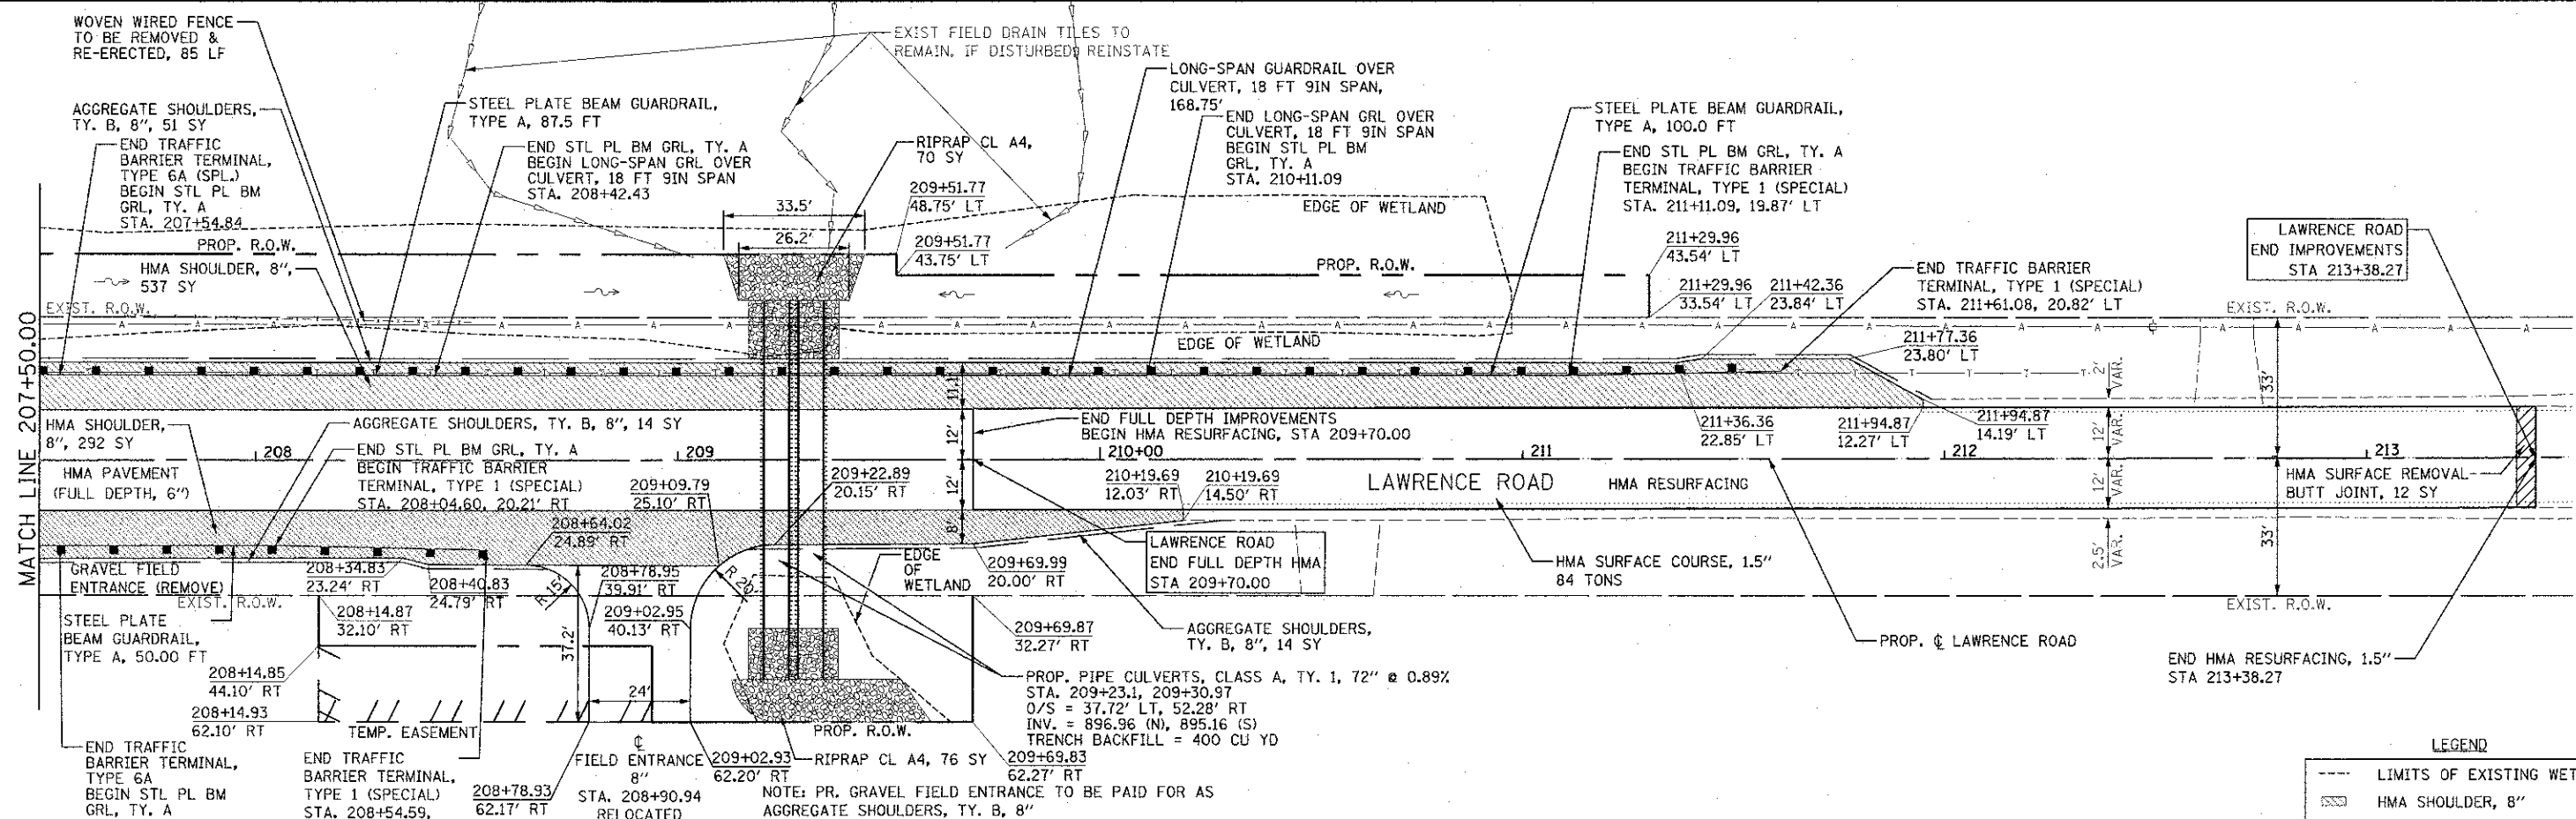 WOVEN WIRED FENCE
TO BE REMOVED &
RE-ERECTED, 85 LF
EXIST FIELD DRAIN TILES TO
REMAIN. IF DISTURBED, REINSTATE
AGGREGATE SHOULDERS,
TY. B, 8", 51 SY
END TRAFFIC
BARRIER TERMINAL,
TYPE 6A (SPL.)
BEGIN STL PL BM
GRL, TY. A
STA. 207+54.84
STEEL PLATE BEAM GUARDRAIL,
TYPE A, 87.5 FT
END STL PL BM GRL, TY. A
BEGIN LONG-SPAN GRL OVER
CULVERT, 18 FT 9IN SPAN
STA. 208+42.43
RIPRAP CL A4,
70 SY
LONG-SPAN GUARDRAIL OVER
CULVERT, 18 FT 9IN SPAN,
168.75'
END LONG-SPAN GRL OVER
CULVERT, 18 FT 9IN SPAN
BEGIN STL PL BM
GRL, TY. A
STA. 210+11.09
STEEL PLATE BEAM GUARDRAIL,
TYPE A, 100.0 FT
END STL PL BM GRL, TY. A
BEGIN TRAFFIC BARRIER
TERMINAL, TYPE 1 (SPECIAL)
STA. 211+11.09, 19.87' LT
209+51.77
48.75' LT
33.5'
26.2'
209+51.77
43.75' LT
EDGE OF WETLAND
PROP. R.O.W.
HMA SHOULDER, 8",
537 SY
EXIST. R.O.W.
PROP. R.O.W.
211+29.96
43.54' LT
211+29.96
33.54' LT
211+42.36
23.84' LT
END TRAFFIC BARRIER
TERMINAL, TYPE 1 (SPECIAL)
STA. 211+61.08, 20.82' LT
LAWRENCE ROAD
END IMPROVEMENTS
STA 213+38.27
EXIST. R.O.W.
EDGE OF WETLAND
211+77.36
23.80' LT
MATCH LINE 207+50.00
11.1'
2'
VAR.
33'
HMA SHOULDER,
8", 292 SY
AGGREGATE SHOULDERS, TY. B, 8", 14 SY
END FULL DEPTH IMPROVEMENTS
BEGIN HMA RESURFACING, STA 209+70.00
12'
211+36.36
22.85' LT
211+94.87
12.27' LT
211+94.87
14.19' LT
12'
VAR.
208
209
210+00
211
212
213
HMA PAVEMENT
(FULL DEPTH, 6")
END STL PL BM GRL, TY. A
BEGIN TRAFFIC BARRIER
TERMINAL, TYPE 1 (SPECIAL)
STA. 208+04.60, 20.21' RT
209+09.79
25.10' RT
209+22.89
20.15' RT
12'
210+19.69
12.03' RT
210+19.69
14.50' RT
LAWRENCE ROAD
HMA RESURFACING
12'
VAR.
HMA SURFACE REMOVAL-
BUTT JOINT, 12 SY
208+64.02
24.89' RT
8'
LAWRENCE ROAD
END FULL DEPTH HMA
STA 209+70.00
HMA SURFACE COURSE, 1.5"
84 TONS
2.5'
VAR.
33'
GRAVEL FIELD
ENTRANCE (REMOVE)
208+34.83
23.24' RT
208+40.83
24.79' RT
R 15'
208+78.95
39.91' RT
R 20'
EDGE
OF
WETLAND
209+69.99
20.00' RT
EXIST. R.O.W.
EXIST. R.O.W.
STEEL PLATE
BEAM GUARDRAIL,
TYPE A, 50.00 FT
208+14.87
32.10' RT
37.2'
209+02.95
40.13' RT
209+69.87
32.27' RT
AGGREGATE SHOULDERS,
TY. B, 8", 14 SY
PROP. ℄ LAWRENCE ROAD
END HMA RESURFACING, 1.5"
STA 213+38.27
208+14.85
44.10' RT
208+14.93
62.10' RT
24'
PROP. PIPE CULVERTS, CLASS A, TY. 1, 72" @ 0.89%
STA. 209+23.1, 209+30.97
O/S = 37.72' LT, 52.28' RT
INV. = 896.96 (N), 895.16 (S)
TRENCH BACKFILL = 400 CU YD
TEMP. EASEMENT
PROP. R.O.W.
END TRAFFIC
BARRIER TERMINAL,
TYPE 6A
BEGIN STL PL BM
GRL, TY. A
END TRAFFIC
BARRIER TERMINAL,
TYPE 1 (SPECIAL)
STA. 208+54.59,
208+78.93
62.17' RT
℄
FIELD ENTRANCE
8"
STA. 208+90.94
RELOCATED
209+02.93
62.20' RT
RIPRAP CL A4, 76 SY
209+69.83
62.27' RT
NOTE: PR. GRAVEL FIELD ENTRANCE TO BE PAID FOR AS
AGGREGATE SHOULDERS, TY. B, 8"
LEGEND
LIMITS OF EXISTING WET
HMA SHOULDER, 8"